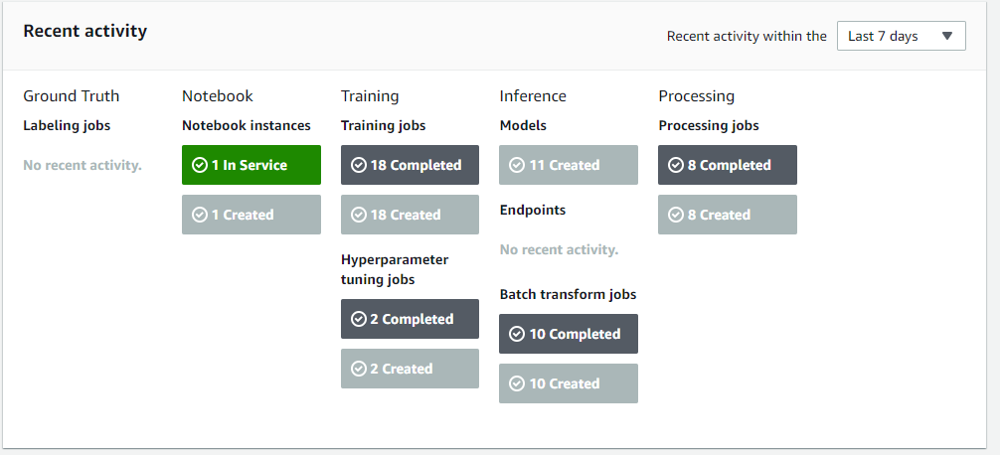 Recent activity
Recent activity within the
Last 7 days
Ground Truth
Labeling jobs
No recent activity.
Notebook
Notebook instances
1 In Service
1 Created
Training
Training jobs
18 Completed
18 Created
Hyperparameter
tuning jobs
2 Completed
2 Created
Inference
Models
11 Created
Endpoints
No recent activity.
Batch transform jobs
10 Completed
10 Created
Processing
Processing jobs
8 Completed
8 Created